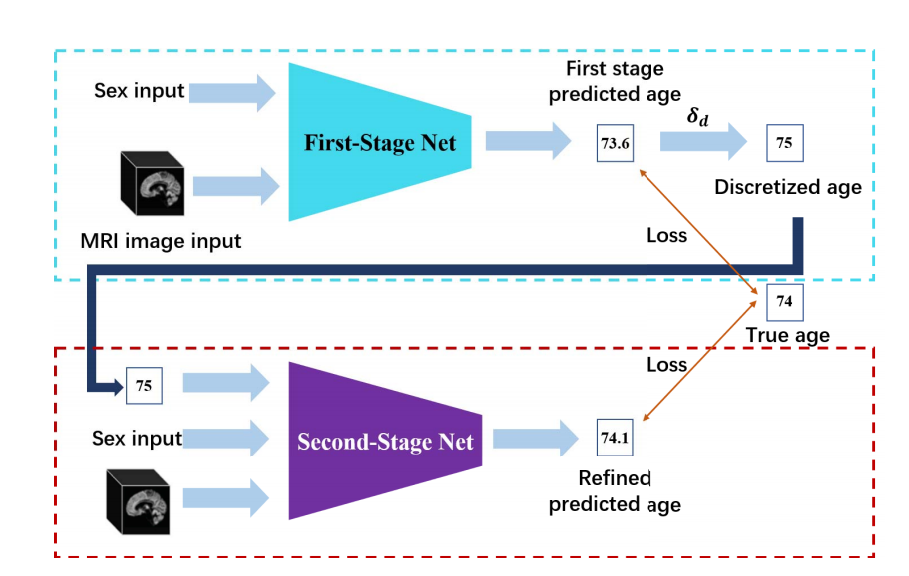 Sex input
First-Stage Net
First stage
predicted age
73.6
δd
75
Discretized age
MRI image input
Loss
74
True age
75
Sex input
Second-Stage Net
Loss
74.1
Refined
predicted age